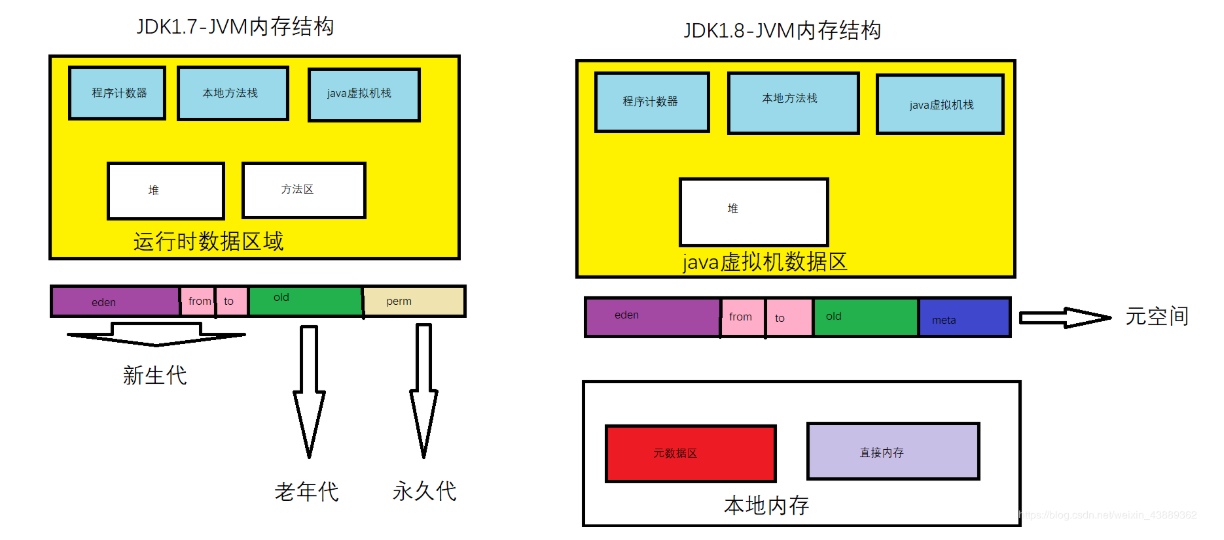 JDK1.7-JVM内存结构
程序计数器
本地方法栈
java虚拟机栈
堆
方法区
运行时数据区域
eden
from
to
old
perm
新生代
老年代
永久代
JDK1.8-JVM内存结构
程序计数器
本地方法栈
java虚拟机栈
堆
java虚拟机数据区
eden
from
to
old
meta
元空间
元数据区
直接内存
本地内存